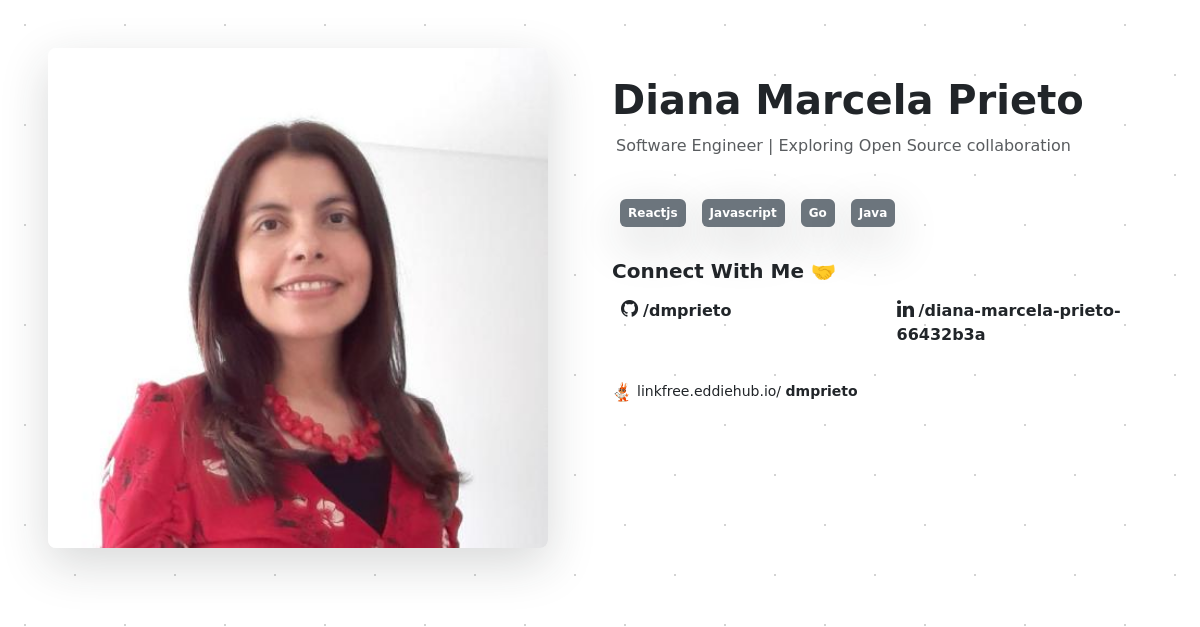 Diana Marcela Prieto
Software Engineer | Exploring Open Source collaboration
Reactjs Javascript Go Java
Connect With Me 🤝
/dmprieto
/diana-marcela-prieto-
66432b3a
linkfree.eddiehub.io/ dmprieto